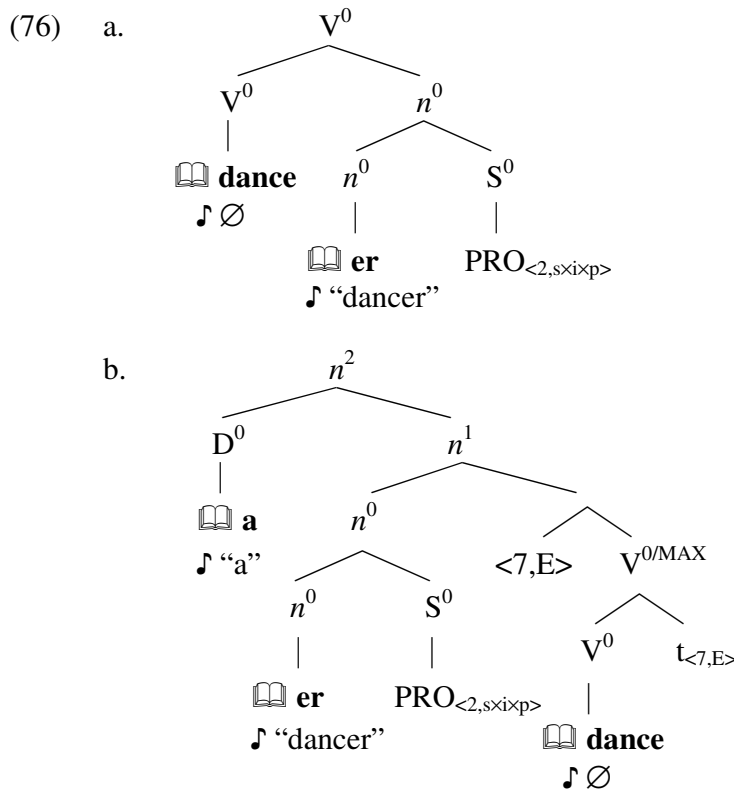 (76) a. V⁰
V⁰ n⁰
📖 dance n⁰ S⁰
♪ ∅
📖 er PRO<2,s×i×p>
♪ “dancer”
b. n²
D⁰ n¹
📖 a n⁰
♪ “a” <7,E> V⁰/MAX
n⁰ S⁰
V⁰ t<7,E>
📖 er PRO<2,s×i×p>
♪ “dancer” 📖 dance
♪ ∅